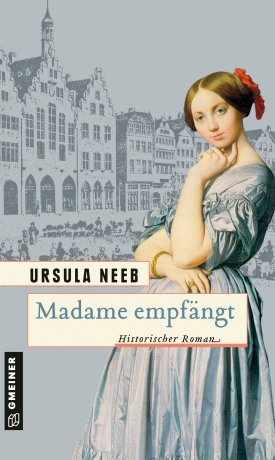 URSULA NEEB
Madame empfängt
Historischer Roman
GMEINER